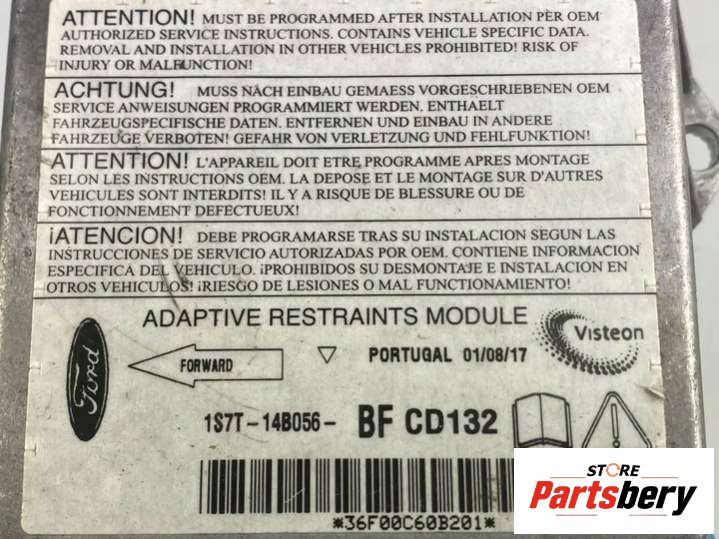 ATTENTION! MUST BE PROGRAMMED AFTER INSTALLATION PER OEM
AUTHORIZED SERVICE INSTRUCTIONS. CONTAINS VEHICLE SPECIFIC DATA.
REMOVAL AND INSTALLATION IN OTHER VEHICLES PROHIBITED! RISK OF
INJURY OR MALFUNCTION!
ACHTUNG! MUSS NACH EINBAU GEMAESS VORGESCHRIEBENEN OEM
SERVICE ANWEISUNGEN PROGRAMMIERT WERDEN. ENTHAELT
FAHRZEUGSPECIFISCHE DATEN. ENTFERNEN UND EINBAU IN ANDERE
FAHRZEUGE VERBOTEN! GEFAHR VON VERLETZUNG UND FEHLFUNKTION!
ATTENTION! L'APPAREIL DOIT ETRE PROGRAMME APRES MONTAGE
SELON LES INSTRUCTIONS OEM. LA DEPOSE ET LE MONTAGE SUR D'AUTRES
VEHICULES SONT INTERDITS! IL Y A RISQUE DE BLESSURE OU DE
FONCTIONNEMENT DEFECTUEUX!
¡ATENCION! DEBE PROGRAMARSE TRAS SU INSTALACION SEGUN LAS
INSTRUCCIONES DE SERVICIO AUTORIZADAS POR OEM. CONTIENE INFORMACION
ESPECIFICA DEL VEHICULO. ¡PROHIBIDOS SU DESMONTAJE E INSTALACION EN
OTROS VEHICULOS! ¡RIESGO DE LESIONES O MAL FUNCIONAMIENTO!
ADAPTIVE RESTRAINTS MODULE
Visteon
Ford
FORWARD
PORTUGAL 01/08/17
1S7T-14B056- BF CD132
*36F00C60B201*
STORE
Partsbery